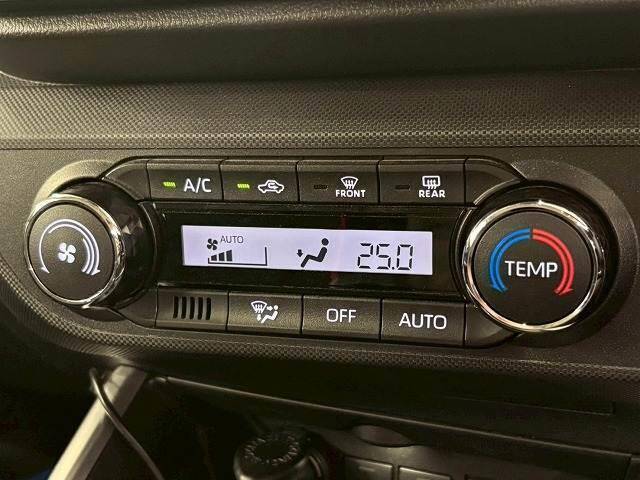 A/C
FRONT
REAR
AUTO
25.0
TEMP
OFF
AUTO